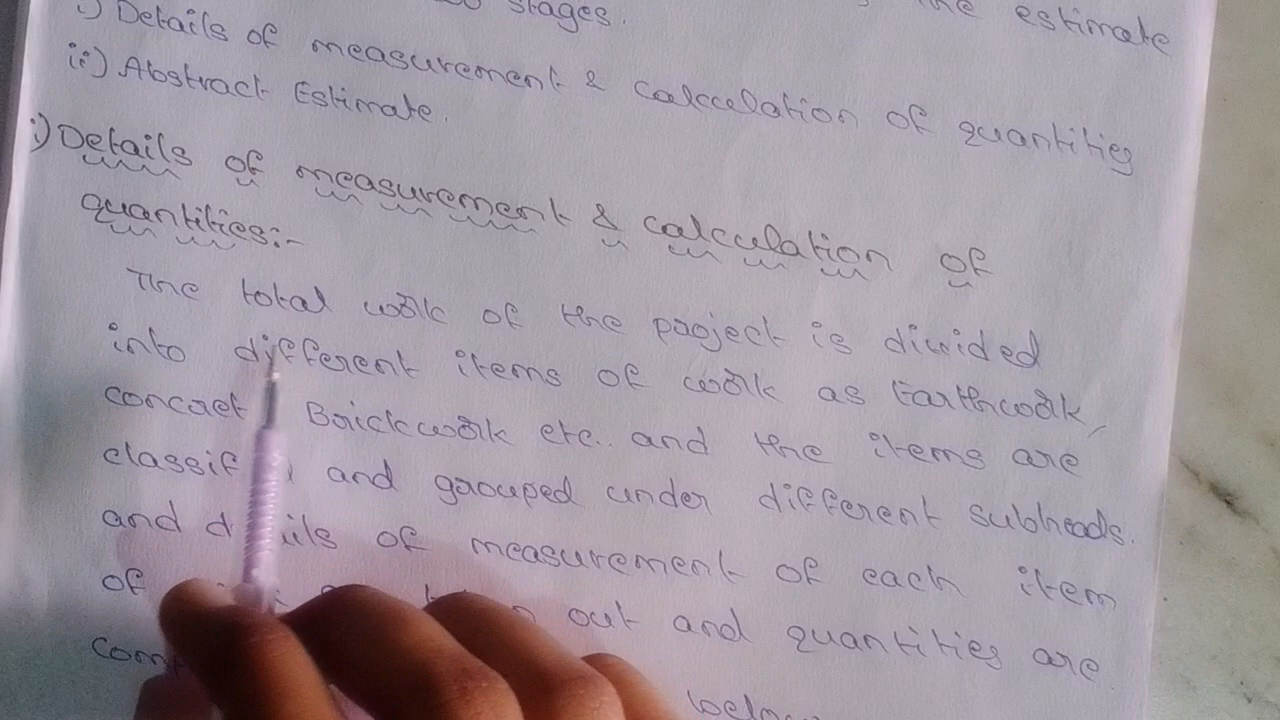 stages. the estimate
i) Details of measurement & calculation of quantities
ii) Abstract Estimate.
i) Details of measurement & calculation of
quantities:-
The total work of the project is divided
into different items of work as Earthwork,
concret Brickwork etc.. and the items are
classif and grouped under different subheads.
and d ils of measurement of each item
of out and quantities are
com
below